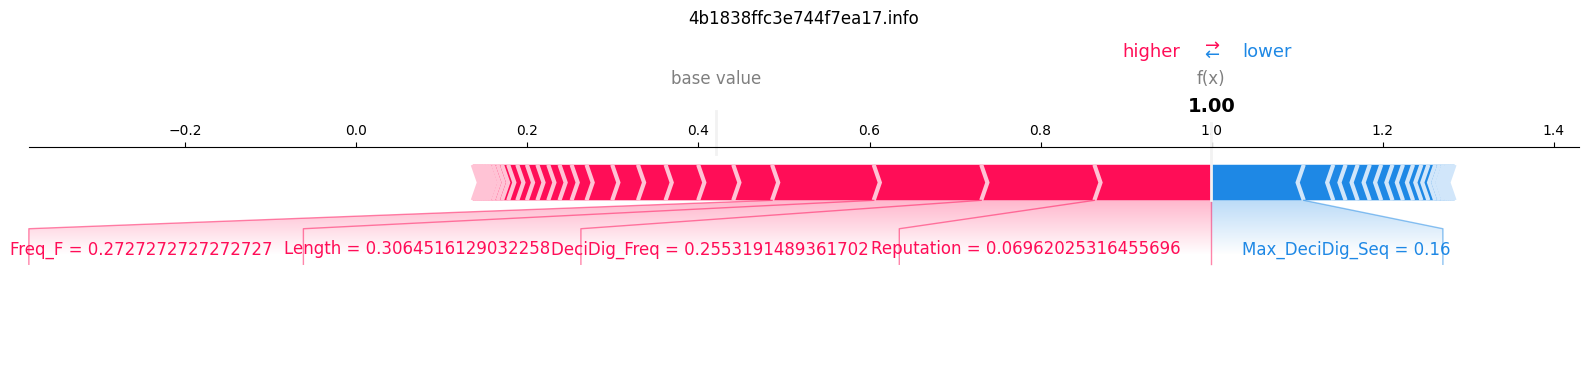 4b1838ffc3e744f7ea17.info
higher → ← lower
base value f(x)
1.00
−0.2 0.0 0.2 0.4 0.6 0.8 1.0 1.2 1.4
Freq_F = 0.2727272727272727 Length = 0.3064516129032258 DeciDig_Freq = 0.2553191489361702 Reputation = 0.06962025316455696 Max_DeciDig_Seq = 0.16